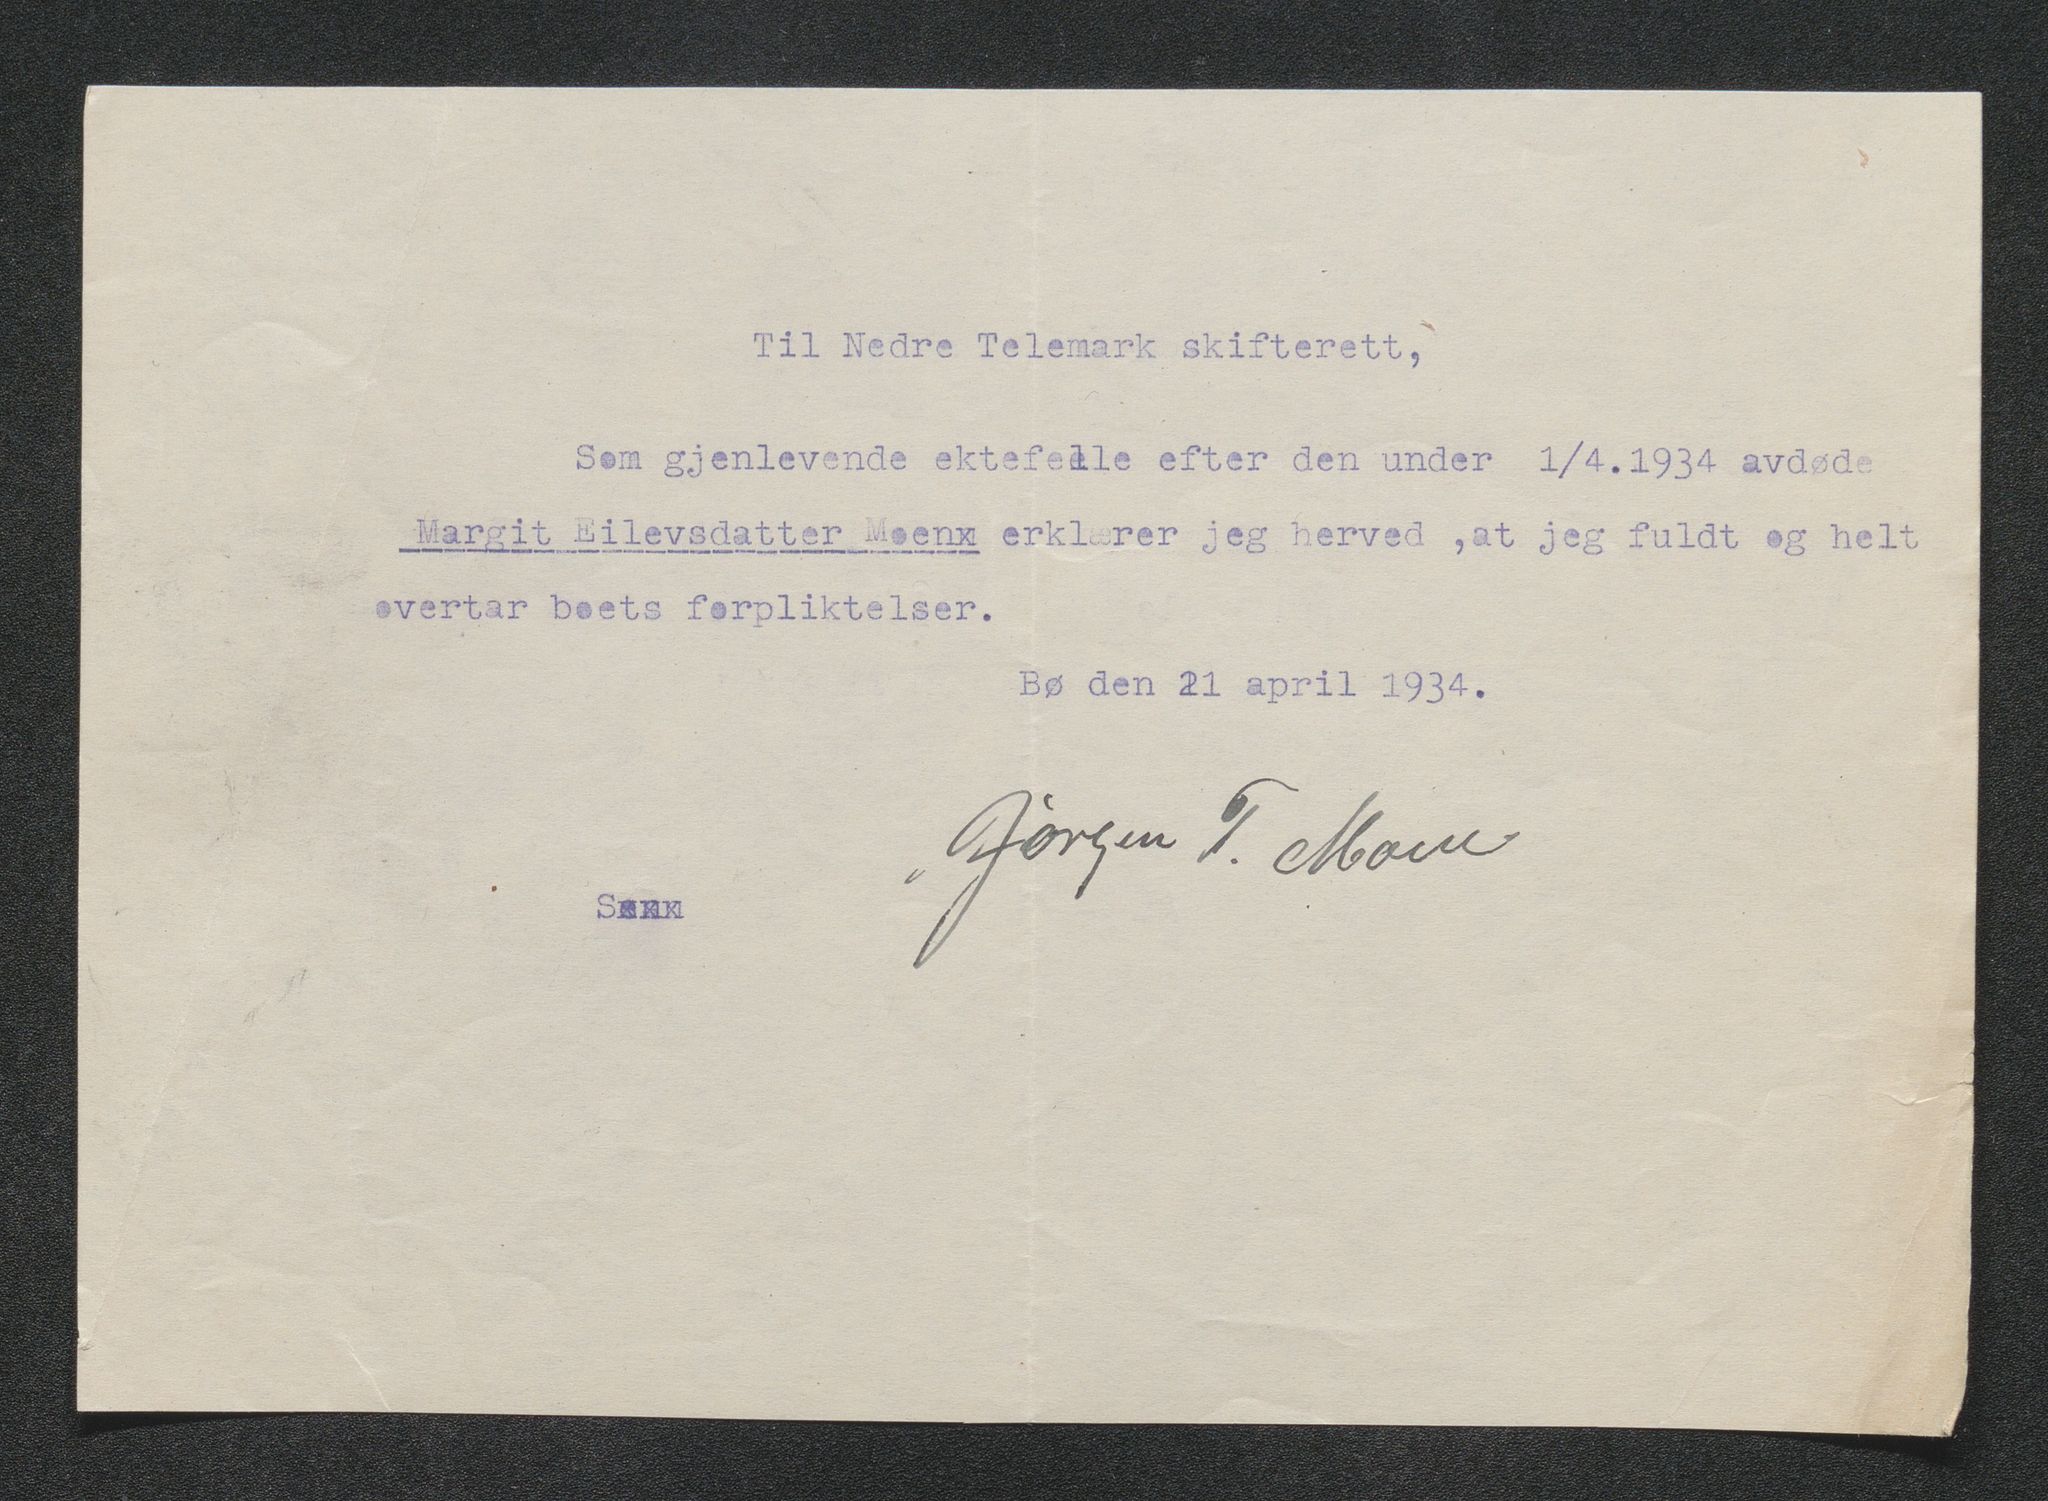 Til Nedre Telemark skifterett,
Som gjenlevende ektefelle efter den under 1/4.1934 avdøde
Margit Eilevsdatter Moen erklærer jeg herved ,at jeg fuldt og helt
overtar boets forpliktelser.
Bø den 21 april 1934.
Jørgen T. Moen